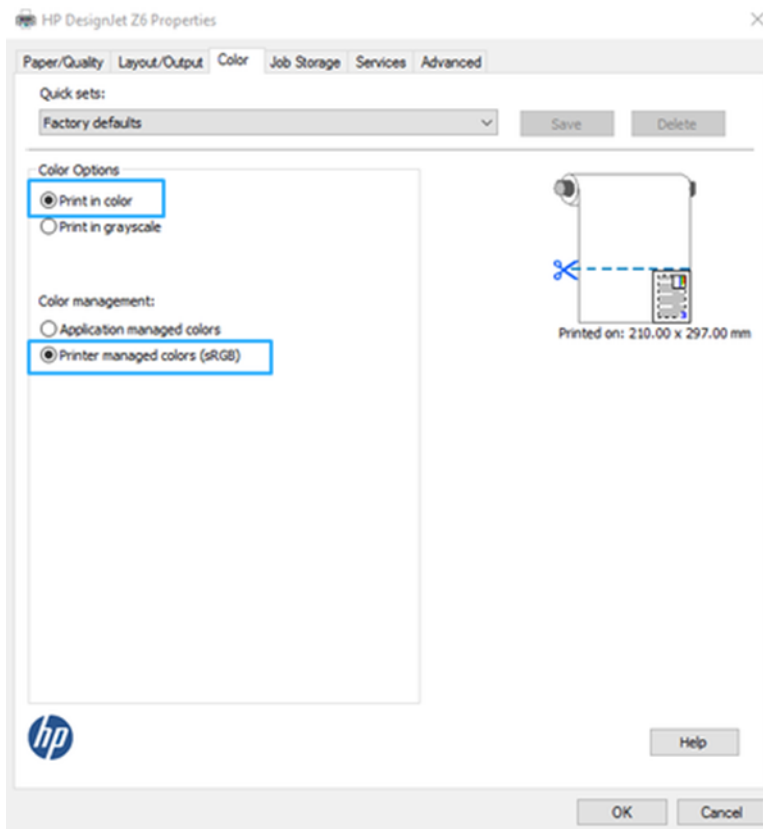 HP DesignJet Z6 Properties
Paper/Quality Layout/Output Color Job Storage Services Advanced
Quick sets:
Factory defaults
Save Delete
Color Options
Print in color
Print in grayscale
Color management:
Application managed colors
Printer managed colors (sRGB)
Printed on: 210.00 x 297.00 mm
hp
Help
OK Cancel